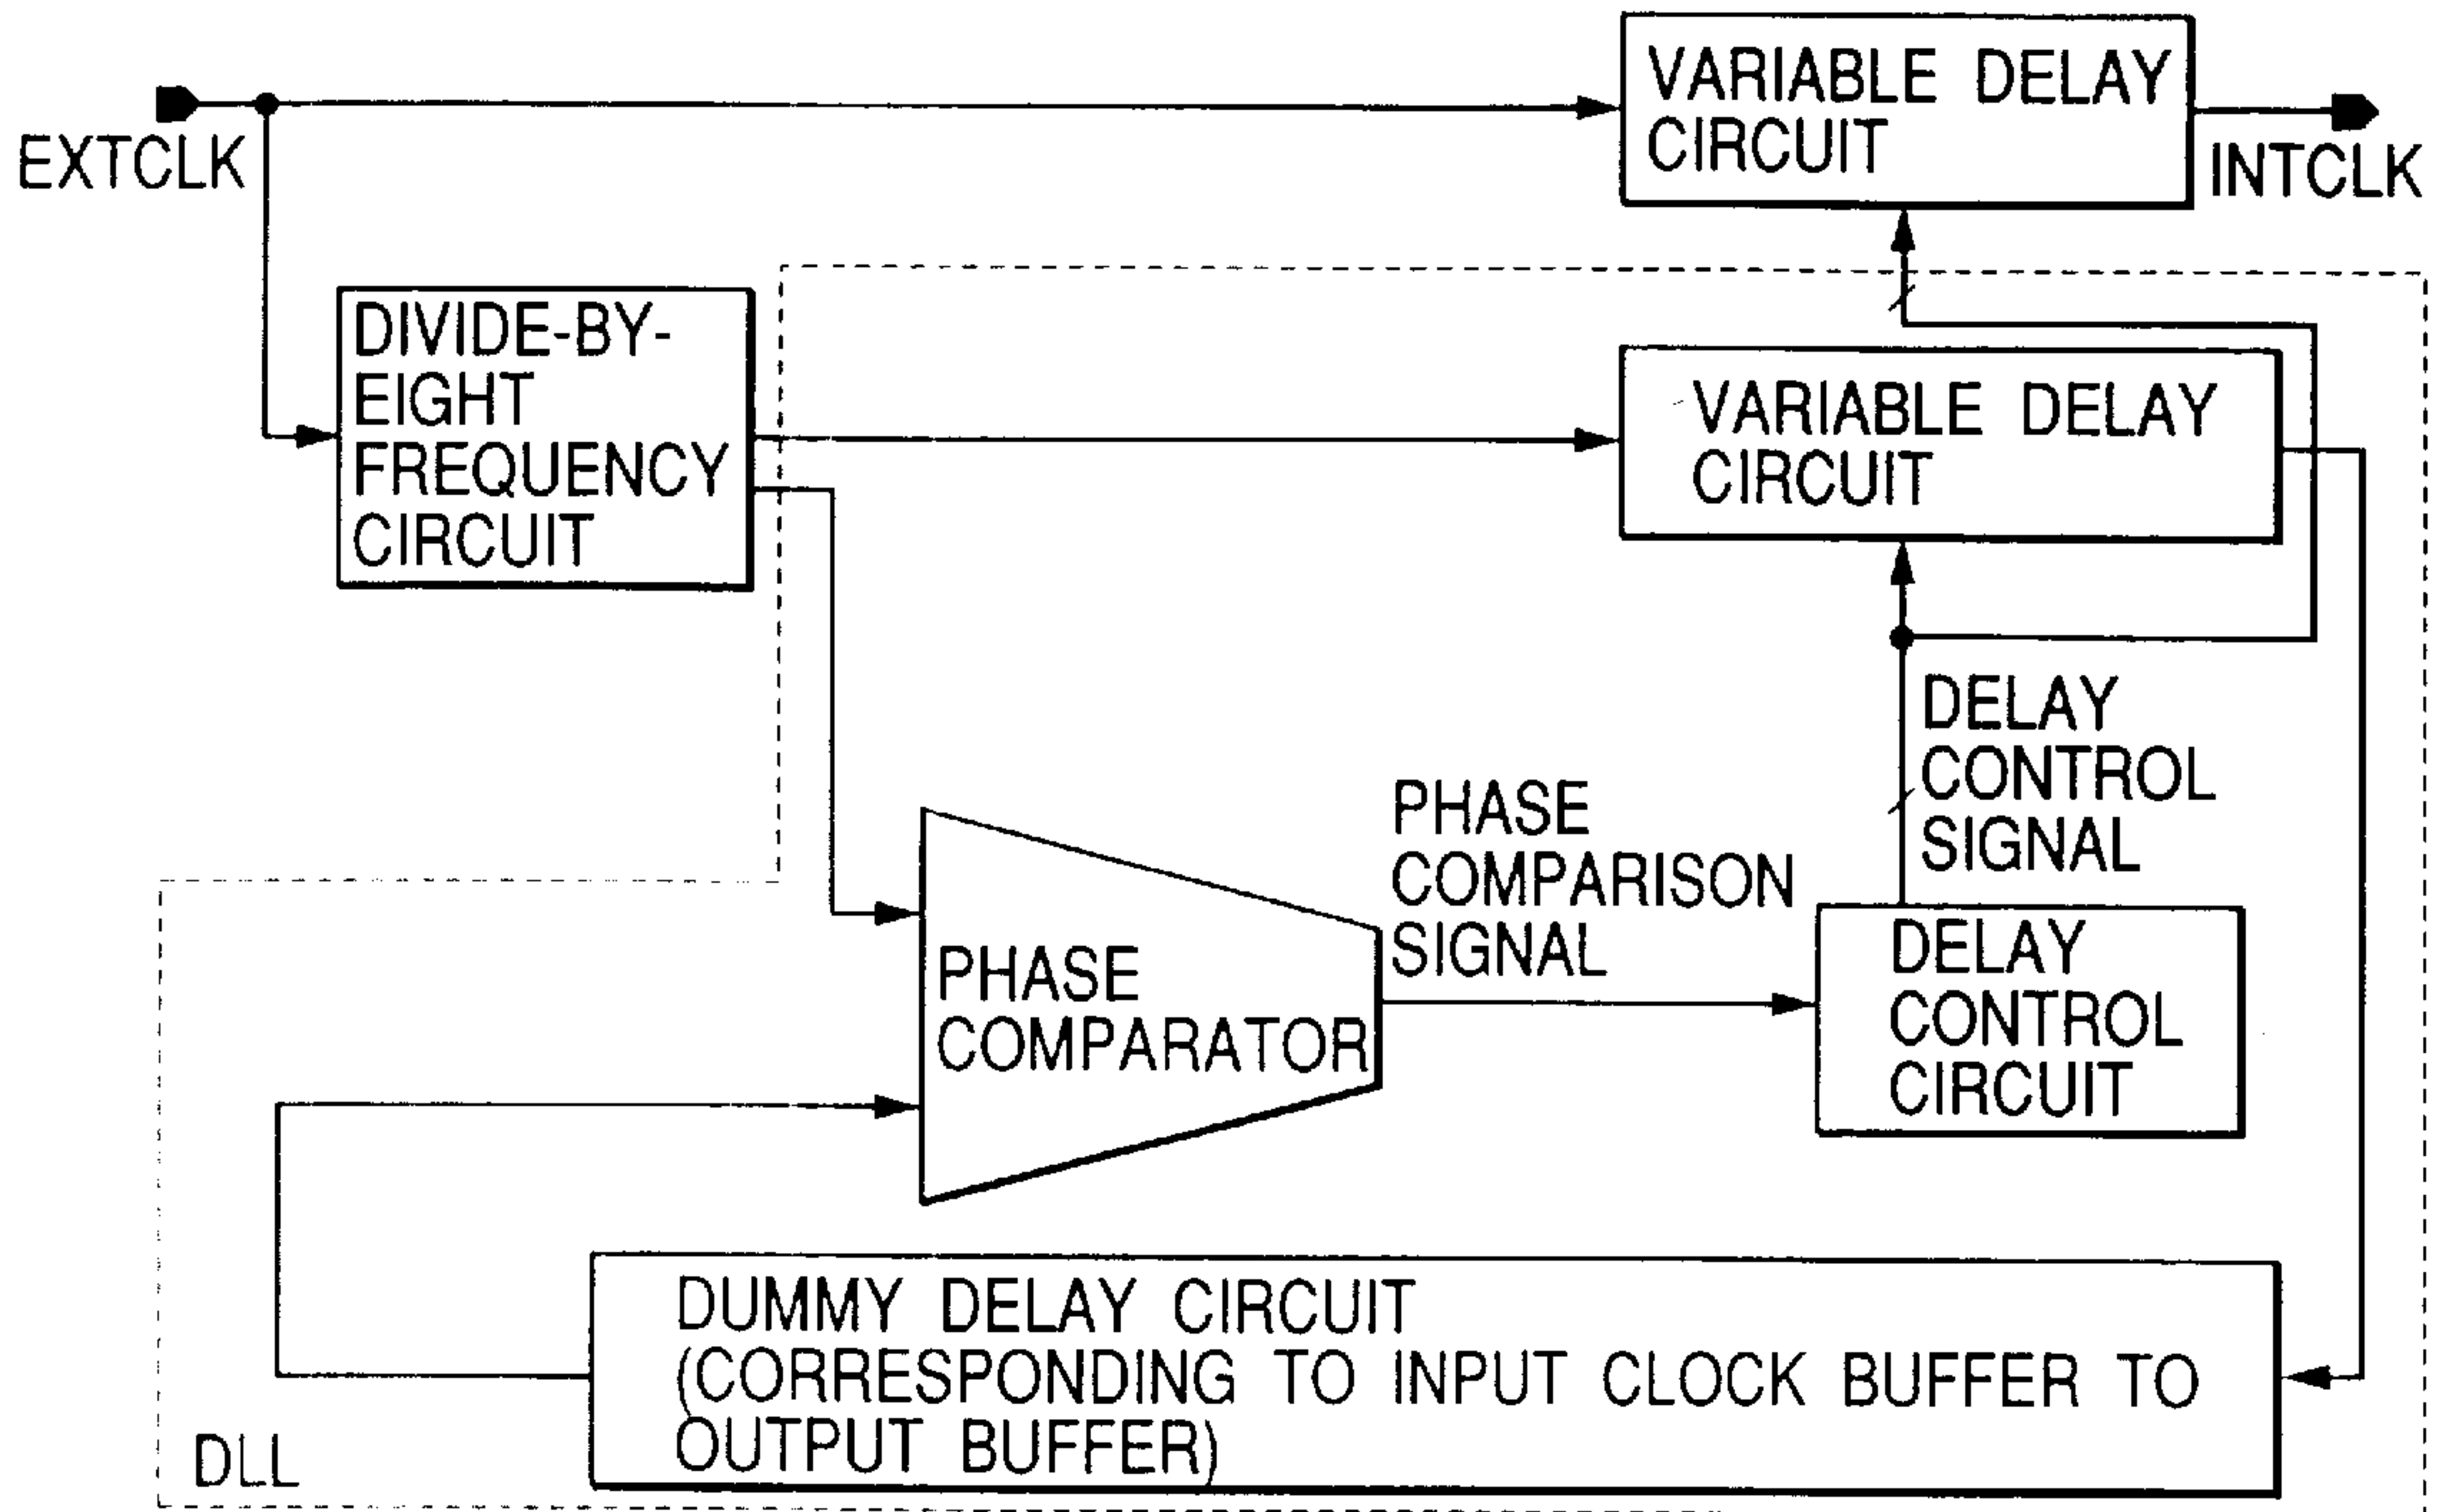 VARIABLE DELAY
CIRCUIT
EXTCLK
INTCLK
DIVIDE-BY-
EIGHT
FREQUENCY
CIRCUIT
VARIABLE DELAY
CIRCUIT
DELAY
CONTROL
SIGNAL
PHASE
COMPARISON
SIGNAL
PHASE
COMPARATOR
DELAY
CONTROL
CIRCUIT
DUMMY DELAY CIRCUIT
(CORRESPONDING TO INPUT CLOCK BUFFER TO
OUTPUT BUFFER)
DLL